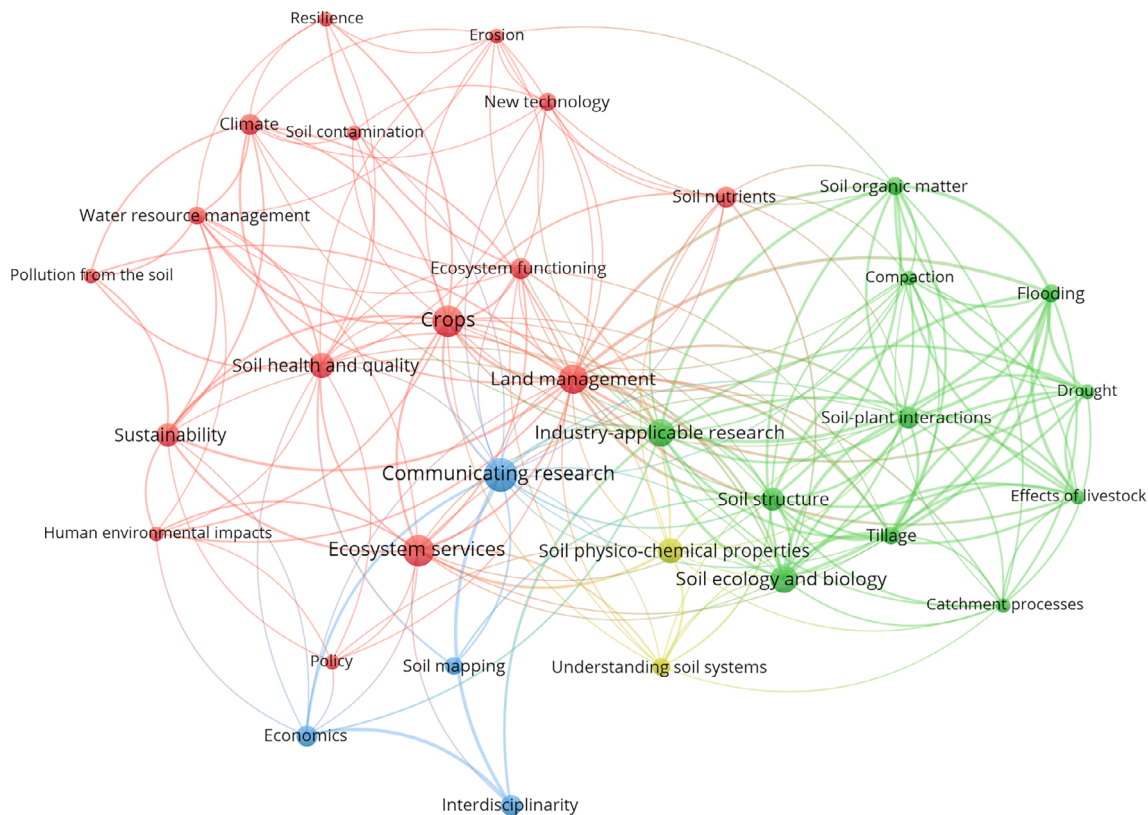 Resilience
Erosion
New technology
Climate
Soil contamination
Soil organic matter
Soil nutrients
Water resource management
Ecosystem functioning
Pollution from the soil
Compaction
Flooding
Crops
Soil health and quality
Land management
Drought
Soil-plant interactions
Sustainability
Industry-applicable research
Communicating research
Effects of livestock
Soil structure
Human environmental impacts
Tillage
Ecosystem services
Soil physico-chemical properties
Soil ecology and biology
Catchment processes
Policy
Soil mapping
Understanding soil systems
Economics
Interdisciplinarity